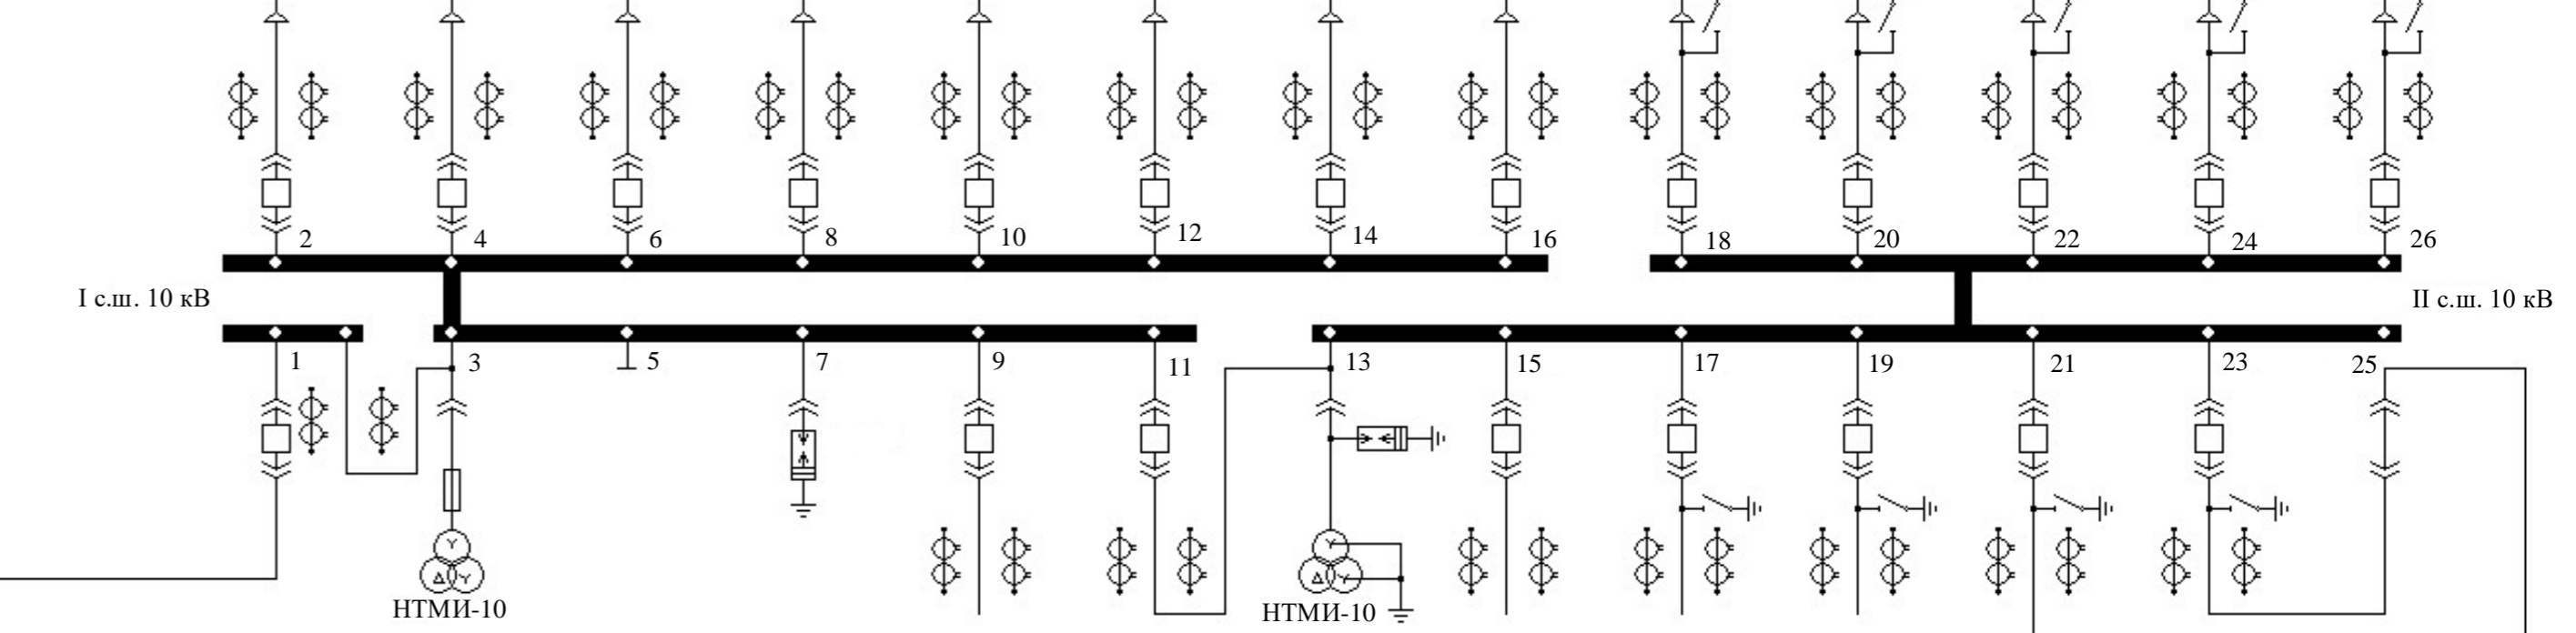 2 4 6 8 10 12 14 16 18 20 22 24 26
I с.ш. 10 кВ II с.ш. 10 кВ
1 3 5 7 9 11 13 15 17 19 21 23 25
Y Y
Δ Y Δ Y
НТМИ-10 НТМИ-10